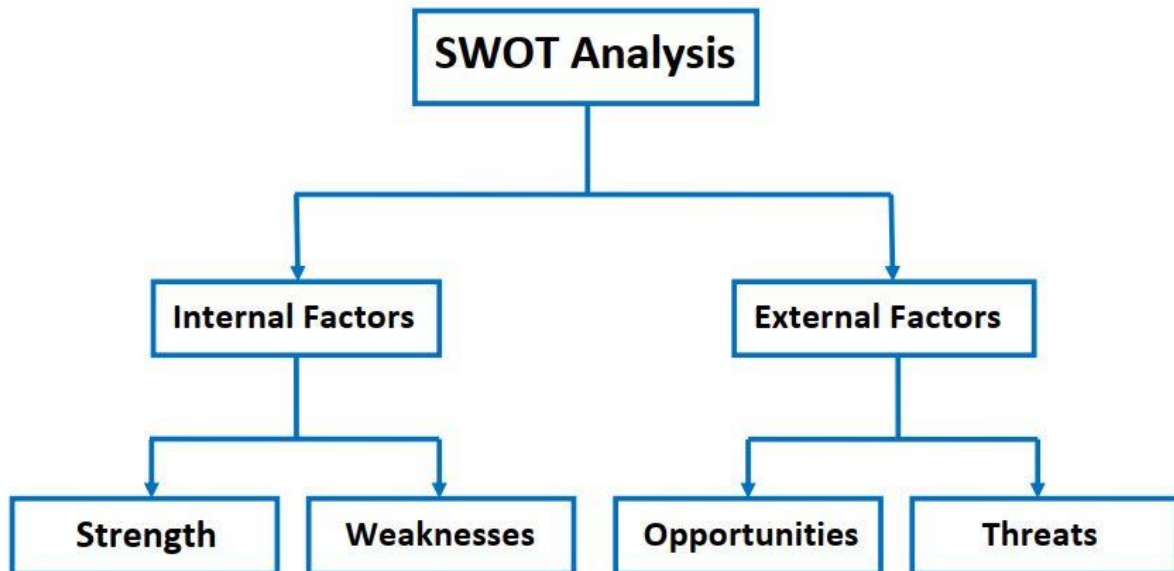 SWOT Analysis
Internal Factors
External Factors
Strength
Weaknesses
Opportunities
Threats